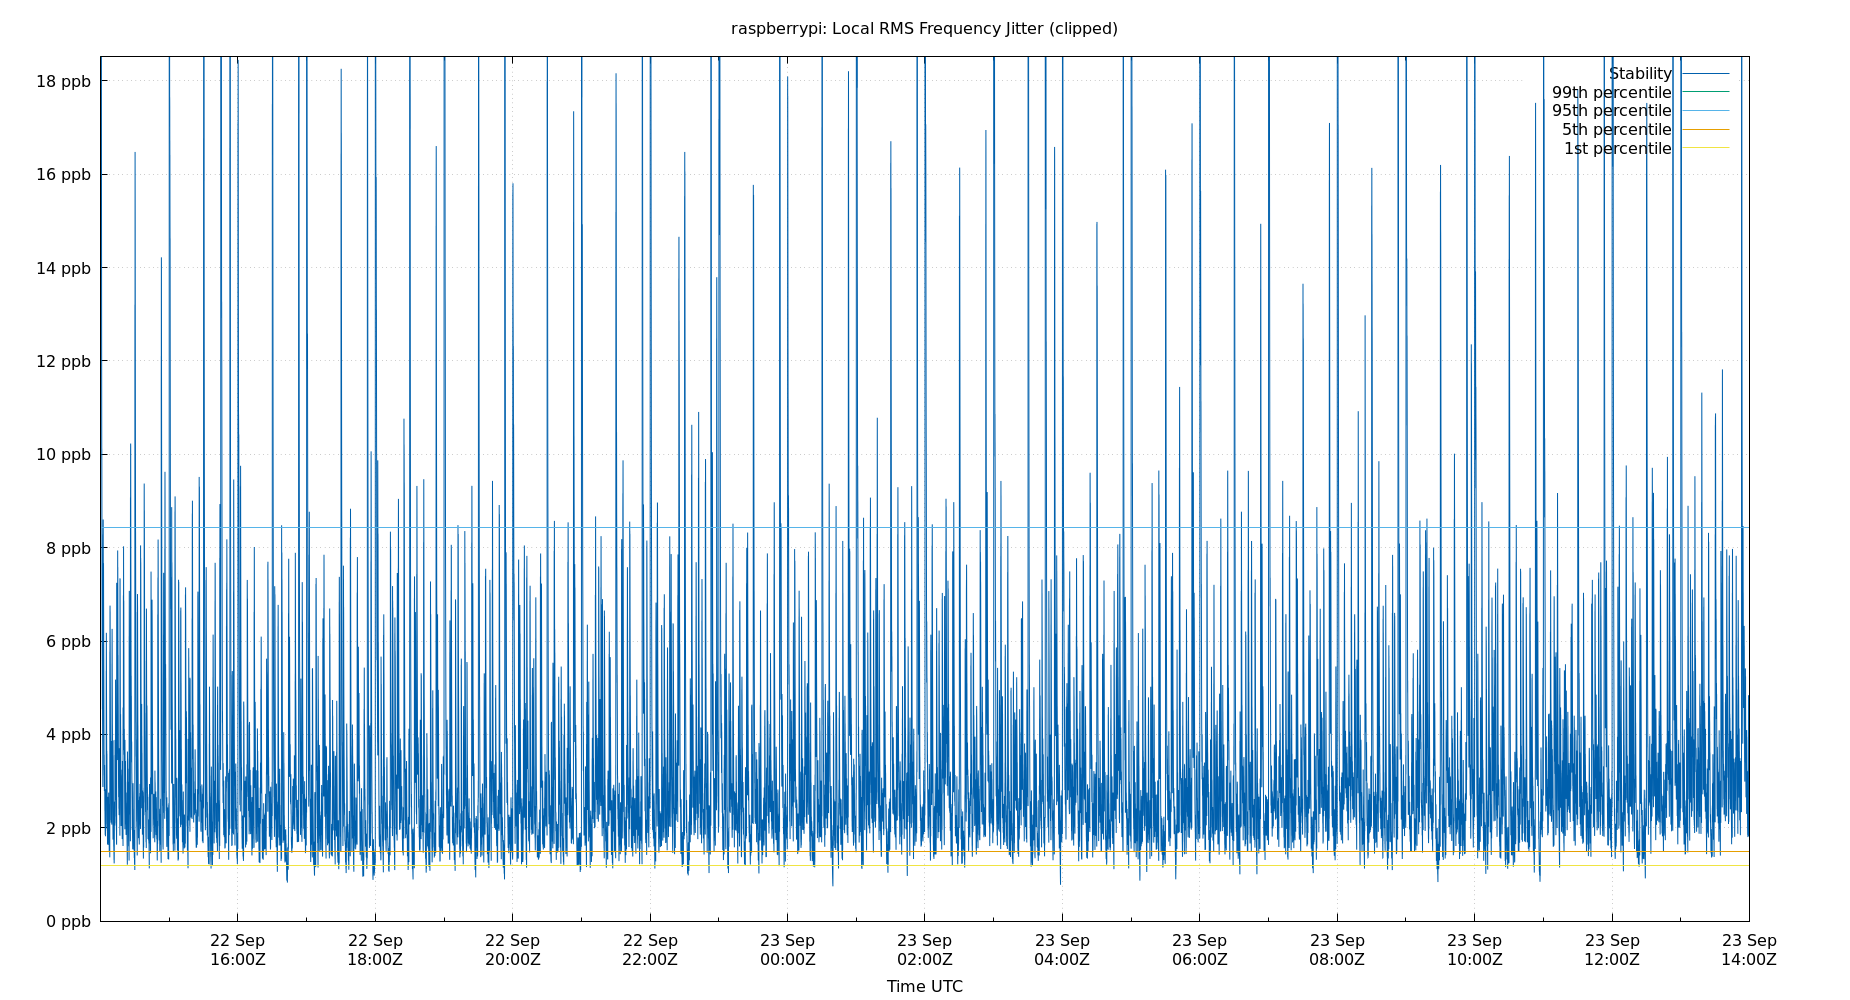 raspberrypi: Local RMS Frequency Jitter (clipped)
18 ppb
16 ppb
14 ppb
12 ppb
10 ppb
8 ppb
6 ppb
4 ppb
2 ppb
0 ppb
Stability
99th percentile
95th percentile
5th percentile
1st percentile
22 Sep 22 Sep 22 Sep 22 Sep 23 Sep 23 Sep 23 Sep 23 Sep 23 Sep 23 Sep 23 Sep 23 Sep
16:00Z 18:00Z 20:00Z 22:00Z 00:00Z 02:00Z 04:00Z 06:00Z 08:00Z 10:00Z 12:00Z 14:00Z
Time UTC